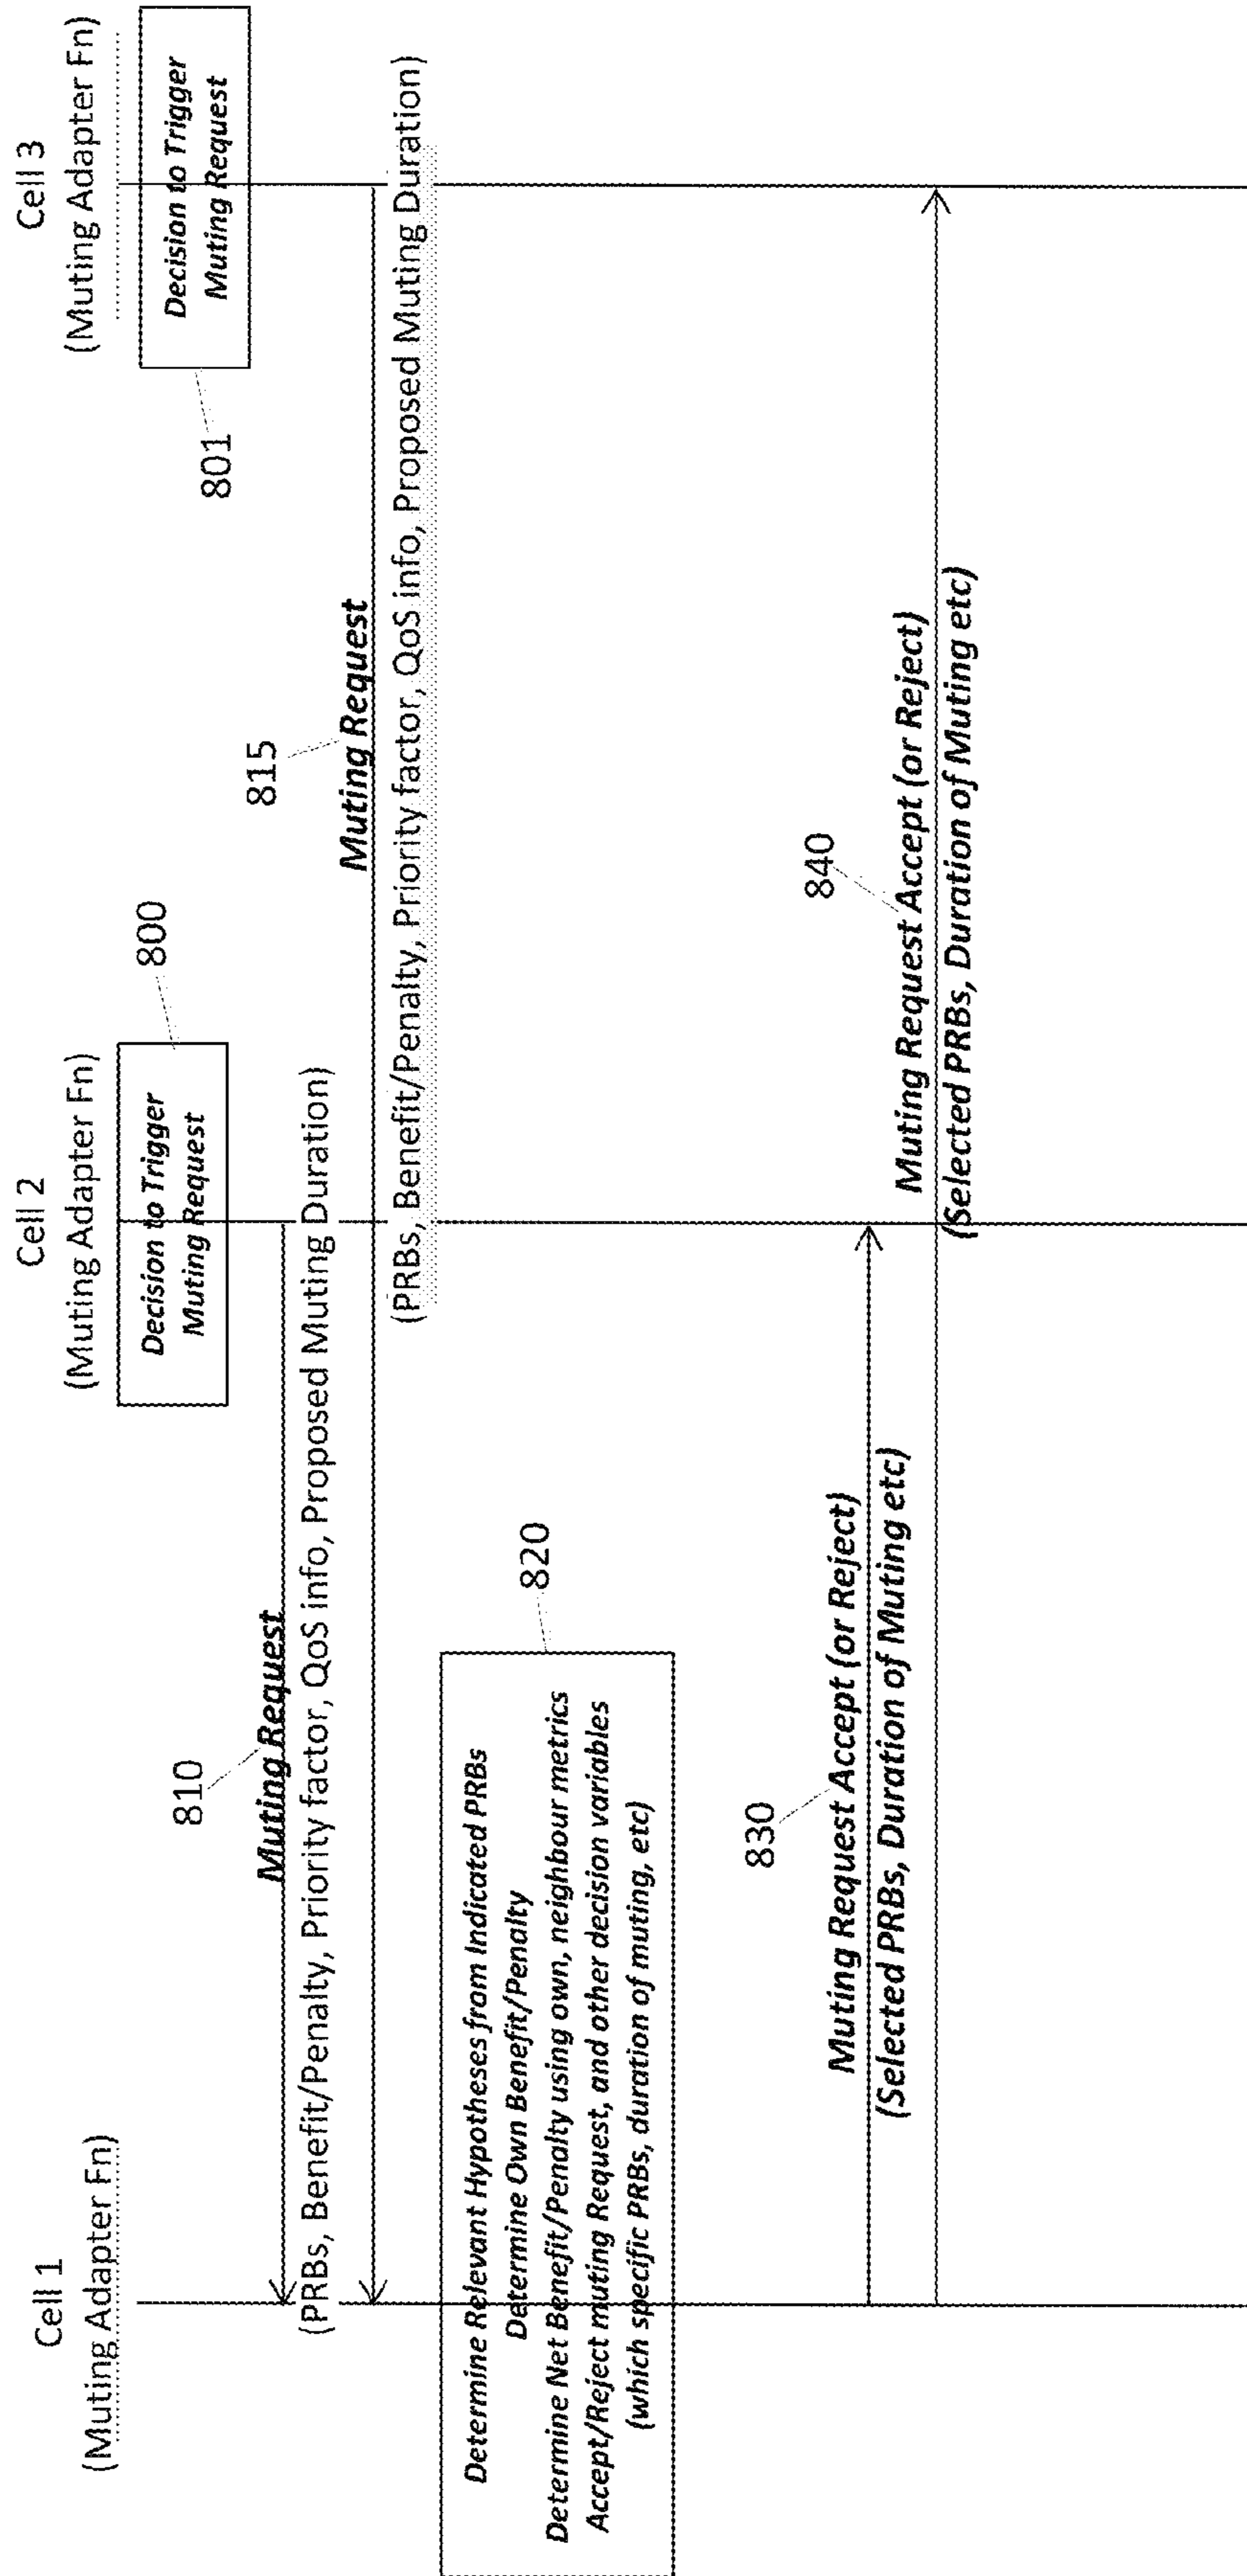 Cell 1
(Muting Adapter Fn)
Cell 2
(Muting Adapter Fn)
Cell 3
(Muting Adapter Fn)
Decision to Trigger
Muting Request
800
Decision to Trigger
Muting Request
801
810
Muting Request
(PRBs, Benefit/Penalty, Priority factor, QoS info, Proposed Muting Duration)
815
Muting Request
(PRBs, Benefit/Penalty, Priority factor, QoS info, Proposed Muting Duration)
820
Determine Relevant Hypotheses from Indicated PRBs
Determine Own Benefit/Penalty
Determine Net Benefit/Penalty using own, neighbour metrics
Accept/Reject muting Request, and other decision variables
(which specific PRBs, duration of muting, etc)
830
Muting Request Accept (or Reject)
(Selected PRBs, Duration of Muting etc)
840
Muting Request Accept (or Reject)
(Selected PRBs, Duration of Muting etc)